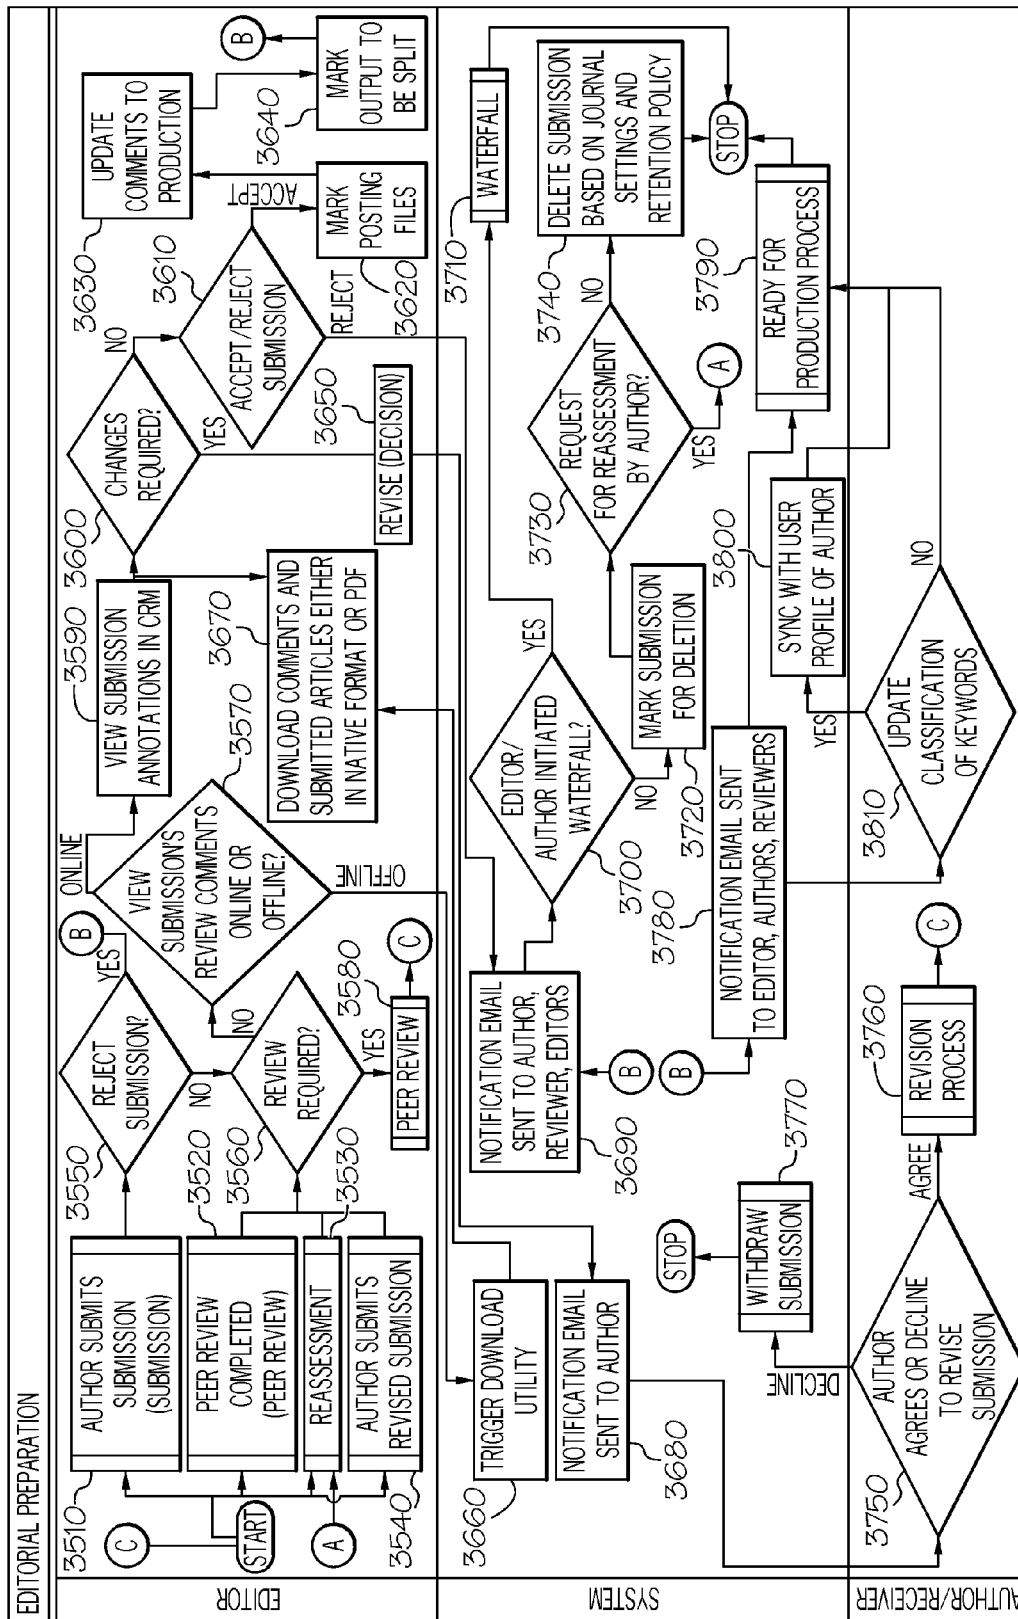 EDITORIAL PREPARATION
EDITOR
C
START
A
3510
AUTHOR SUBMITS
SUBMISSION
(SUBMISSION)
3520
PEER REVIEW
COMPLETED
(PEER REVIEW)
3530
REASSESSMENT
3540
AUTHOR SUBMITS
REVISED SUBMISSION
3550
REJECT
SUBMISSION?
YES
B
NO
3560
REVIEW
REQUIRED?
NO
YES
3580
PEER REVIEW
C
3570
VIEW
SUBMISSION'S
REVIEW COMMENTS
ONLINE OR
OFFLINE?
ONLINE
OFFLINE
3590
VIEW SUBMISSION
ANNOTATIONS IN CRM
3670
DOWNLOAD COMMENTS AND
SUBMITTED ARTICLES EITHER
IN NATIVE FORMAT OR PDF
3600
CHANGES
REQUIRED?
NO
YES
3650
REVISE (DECISION)
3610
ACCEPT/REJECT
SUBMISSION
ACCEPT
REJECT
3620
MARK
POSTING
FILES
3630
UPDATE
COMMENTS TO
PRODUCTION
3640
MARK
OUTPUT TO
BE SPLIT
B
SYSTEM
3660
TRIGGER DOWNLOAD
UTILITY
3680
NOTIFICATION EMAIL
SENT TO AUTHOR
3690
NOTIFICATION EMAIL
SENT TO AUTHOR,
REVIEWER, EDITORS
B
B
3700
EDITOR/
AUTHOR INITIATED
WATERFALL?
YES
NO
3710
WATERFALL
3720
MARK SUBMISSION
FOR DELETION
3730
REQUEST
FOR REASSESSMENT
BY AUTHOR?
NO
YES
A
3740
DELETE SUBMISSION
BASED ON JOURNAL
SETTINGS AND
RETENTION POLICY
STOP
3780
NOTIFICATION EMAIL SENT
TO EDITOR, AUTHORS, REVIEWERS
3790
READY FOR
PRODUCTION PROCESS
3800
SYNC WITH USER
PROFILE OF AUTHOR
STOP
3770
WITHDRAW
SUBMISSION
AUTHOR/RECEIVER
3750
AUTHOR
AGREES OR DECLINE
TO REVISE
SUBMISSION
DECLINE
AGREE
3760
REVISION
PROCESS
C
3810
UPDATE
CLASSIFICATION
OF KEYWORDS
YES
NO